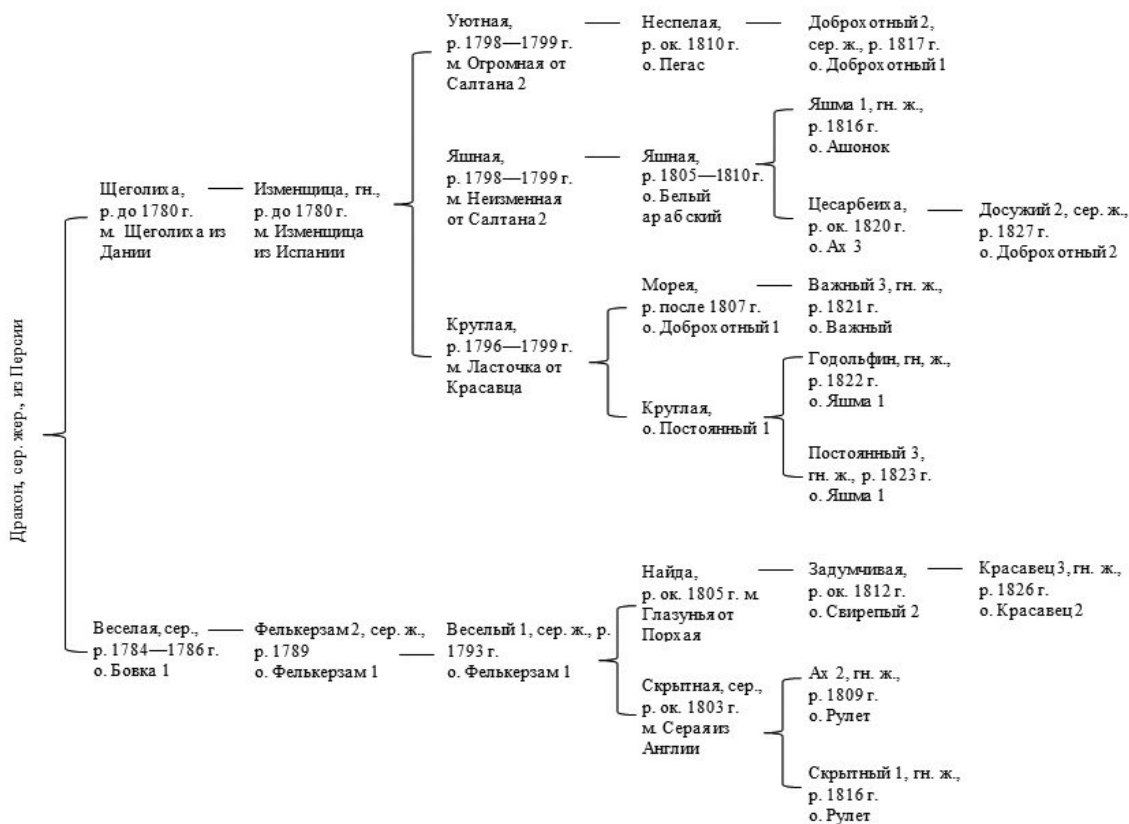 Дракон, сер. жер., из Персии
Щеголиха,
р. до 1780 г.
м. Щеголиха из
Дании
Изменщица, гн.,
р. до 1780 г.
м. Изменщица
из Испании
Уютная,
р. 1798—1799 г.
м. Огромная от
Салтана 2
Неспелая,
р. ок. 1810 г.
о. Пегас
Доброхотный 2,
сер. ж., р. 1817 г.
о. Доброхотный 1
Яшная,
р. 1798—1799 г.
м. Неизменная
от Салтана 2
Яшная,
р. 1805—1810 г.
о. Белый
арабский
Яшма 1, гн. ж.,
р. 1816 г.
о. Ашонок
Цесарбеиха,
р. ок. 1820 г.
о. Ах 3
Досужий 2, сер. ж.,
р. 1827 г.
о. Доброхотный 2
Круглая,
р. 1796—1799 г.
м. Ласточка от
Красавца
Морея,
р. после 1807 г.
о. Доброхотный 1
Важный 3, гн. ж.,
р. 1821 г.
о. Важный
Круглая,
о. Постоянный 1
Годольфин, гн, ж.,
р. 1822 г.
о. Яшма 1
Постоянный 3,
гн. ж., р. 1823 г.
о. Яшма 1
Веселая, сер.,
р. 1784—1786 г.
о. Бовка 1
Фелькерзам 2, сер. ж.,
р. 1789
о. Фелькерзам 1
Веселый 1, сер. ж., р.
1793 г.
о. Фелькерзам 1
Найда,
р. ок. 1805 г. м.
Глазунья от
Порхая
Задумчивая,
р. ок. 1812 г.
о. Свирепый 2
Красавец 3, гн. ж.,
р. 1826 г.
о. Красавец 2
Скрытная, сер.,
р. ок. 1803 г.
м. Серая из
Англии
Ах 2, гн. ж.,
р. 1809 г.
о. Рулет
Скрытный 1, гн. ж.,
р. 1816 г.
о. Рулет